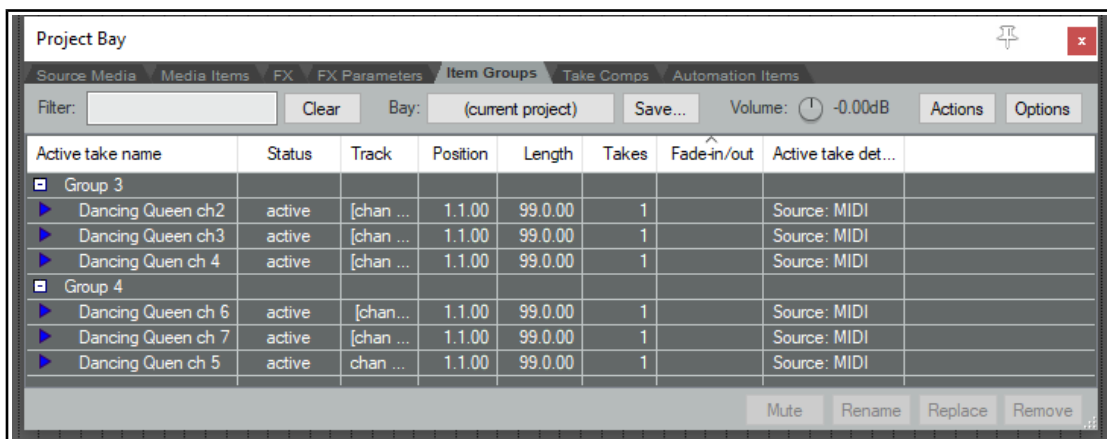 Project Bay
Source Media Media Items FX FX Parameters Item Groups Take Comps Automation Items
Filter: Clear Bay: (current project) Save... Volume: -0.00dB Actions Options
Active take name Status Track Position Length Takes Fade-in/out Active take det...
Group 3
Dancing Queen ch2 active [chan ... 1.1.00 99.0.00 1 Source: MIDI
Dancing Queen ch3 active [chan ... 1.1.00 99.0.00 1 Source: MIDI
Dancing Quen ch 4 active [chan ... 1.1.00 99.0.00 1 Source: MIDI
Group 4
Dancing Queen ch 6 active [chan... 1.1.00 99.0.00 1 Source: MIDI
Dancing Queen ch 7 active [chan ... 1.1.00 99.0.00 1 Source: MIDI
Dancing Quen ch 5 active chan ... 1.1.00 99.0.00 1 Source: MIDI
Mute Rename Replace Remove